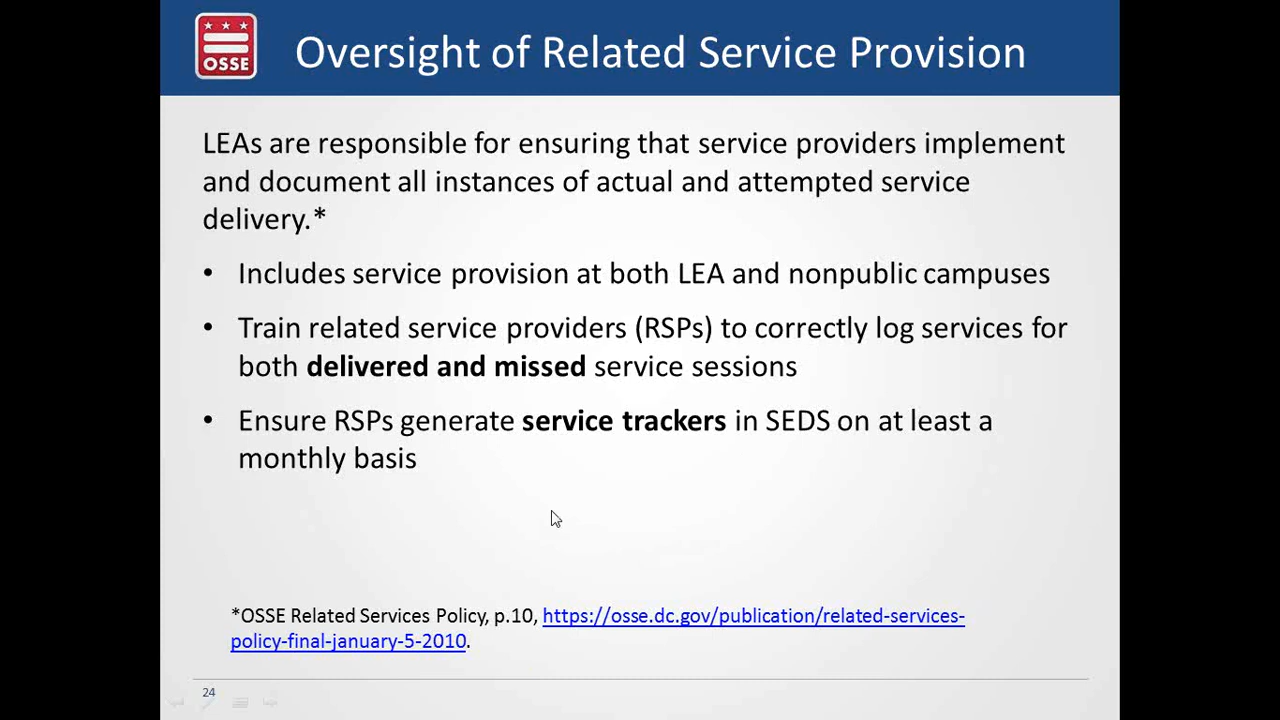 OSSE
Oversight of Related Service Provision
LEAs are responsible for ensuring that service providers implement
and document all instances of actual and attempted service
delivery.*
• Includes service provision at both LEA and nonpublic campuses
• Train related service providers (RSPs) to correctly log services for
both delivered and missed service sessions
• Ensure RSPs generate service trackers in SEDS on at least a
monthly basis
*OSSE Related Services Policy, p.10, https://osse.dc.gov/publication/related-services-
policy-final-january-5-2010.
24